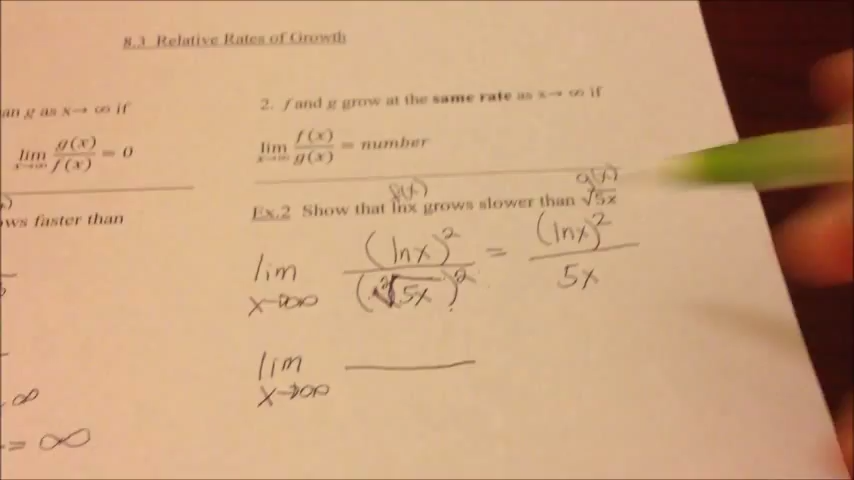 8.3 Relative Rates of Growth
an g as x→ ∞ if
lim x→∞ g(x)/f(x) = 0
ows faster than
= ∞
2. f and g grow at the same rate as x→ ∞ if
lim x→∞ f(x)/g(x) = number
f(x) g(x)
Ex.2 Show that lnx grows slower than √5x
lim x→∞ (lnx)²/(²√5x)² = (lnx)²/5x
lim x→∞